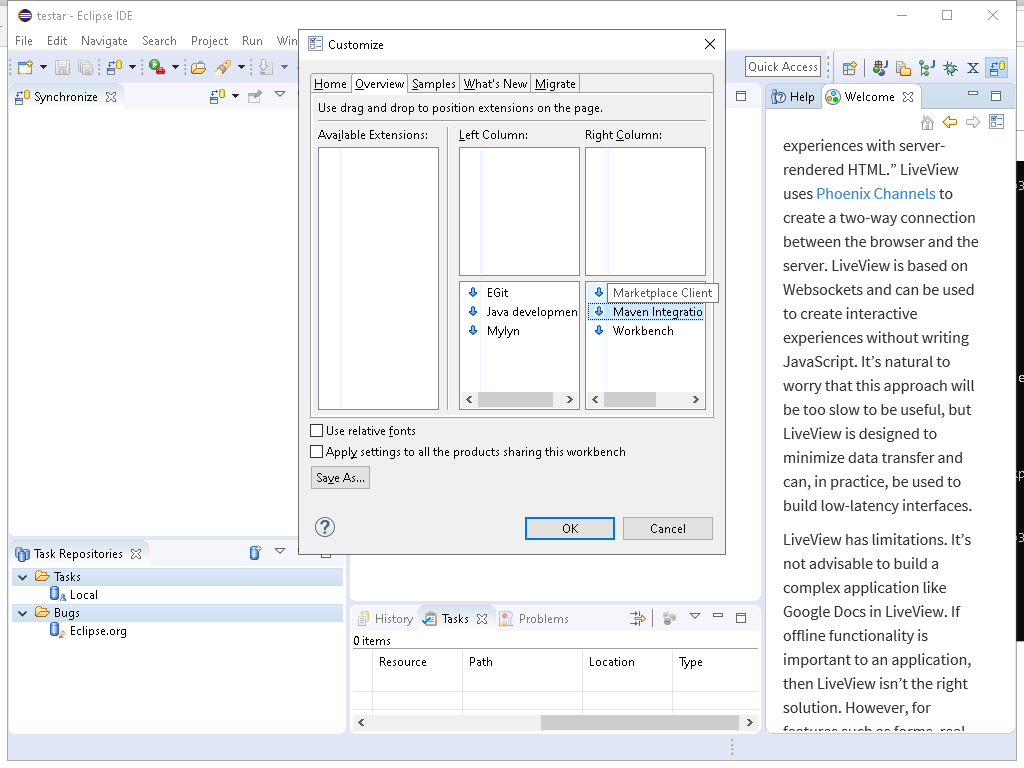 testar - Eclipse IDE
File Edit Navigate Search Project Run Win
Quick Access
Synchronize
Help
Welcome
experiences with server-
rendered HTML.” LiveView
uses Phoenix Channels to
create a two-way connection
between the browser and the
server. LiveView is based on
Websockets and can be used
to create interactive
experiences without writing
JavaScript. It’s natural to
worry that this approach will
be too slow to be useful, but
LiveView is designed to
minimize data transfer and
can, in practice, be used to
build low-latency interfaces.
LiveView has limitations. It’s
not advisable to build a
complex application like
Google Docs in LiveView. If
offline functionality is
important to an application,
then LiveView isn’t the right
solution. However, for
features such as forms, real
Customize
Home Overview Samples What's New Migrate
Use drag and drop to position extensions on the page.
Available Extensions: Left Column: Right Column:
EGit
Java developmen
Mylyn
Marketplace Client
Maven Integratio
Workbench
Use relative fonts
Apply settings to all the products sharing this workbench
Save As...
OK Cancel
Task Repositories
Tasks
Local
Bugs
Eclipse.org
History Tasks Problems
0 items
Resource Path Location Type